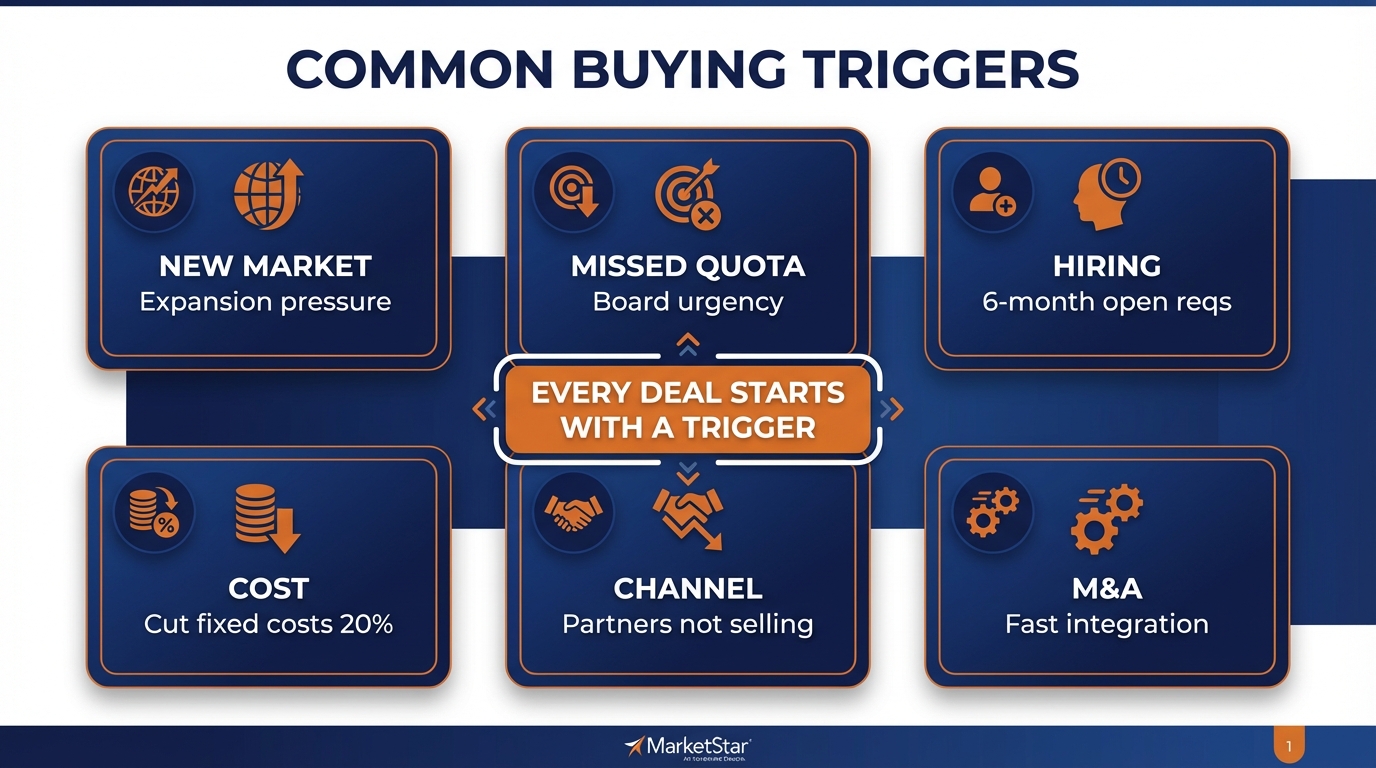 COMMON BUYING TRIGGERS
NEW MARKET
Expansion pressure
MISSED QUOTA
Board urgency
HIRING
6-month open reqs
EVERY DEAL STARTS
WITH A TRIGGER
%
COST
Cut fixed costs 20%
CHANNEL
Partners not selling
M&A
Fast integration
MarketStar
1